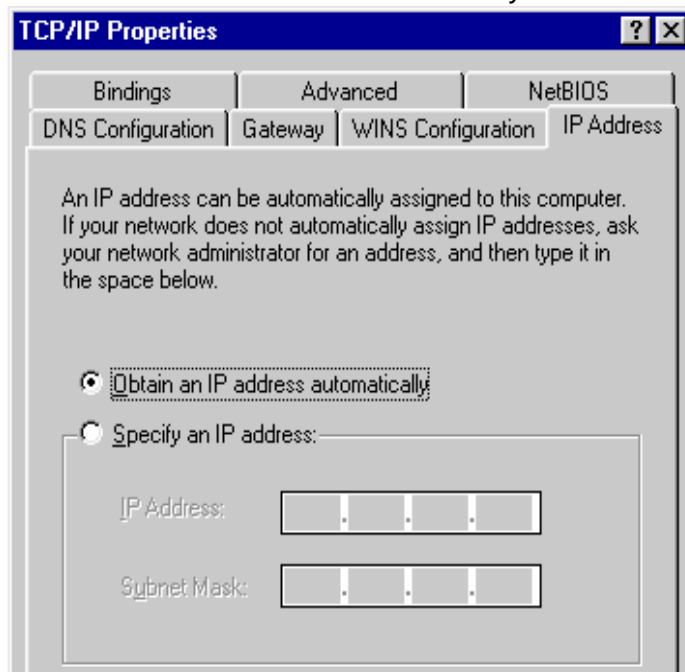 TCP/IP Properties
Bindings Advanced NetBIOS
DNS Configuration Gateway WINS Configuration IP Address
An IP address can be automatically assigned to this computer.
If your network does not automatically assign IP addresses, ask
your network administrator for an address, and then type it in
the space below.
Obtain an IP address automatically
Specify an IP address:
IP Address:
. . .
Subnet Mask:
. . .